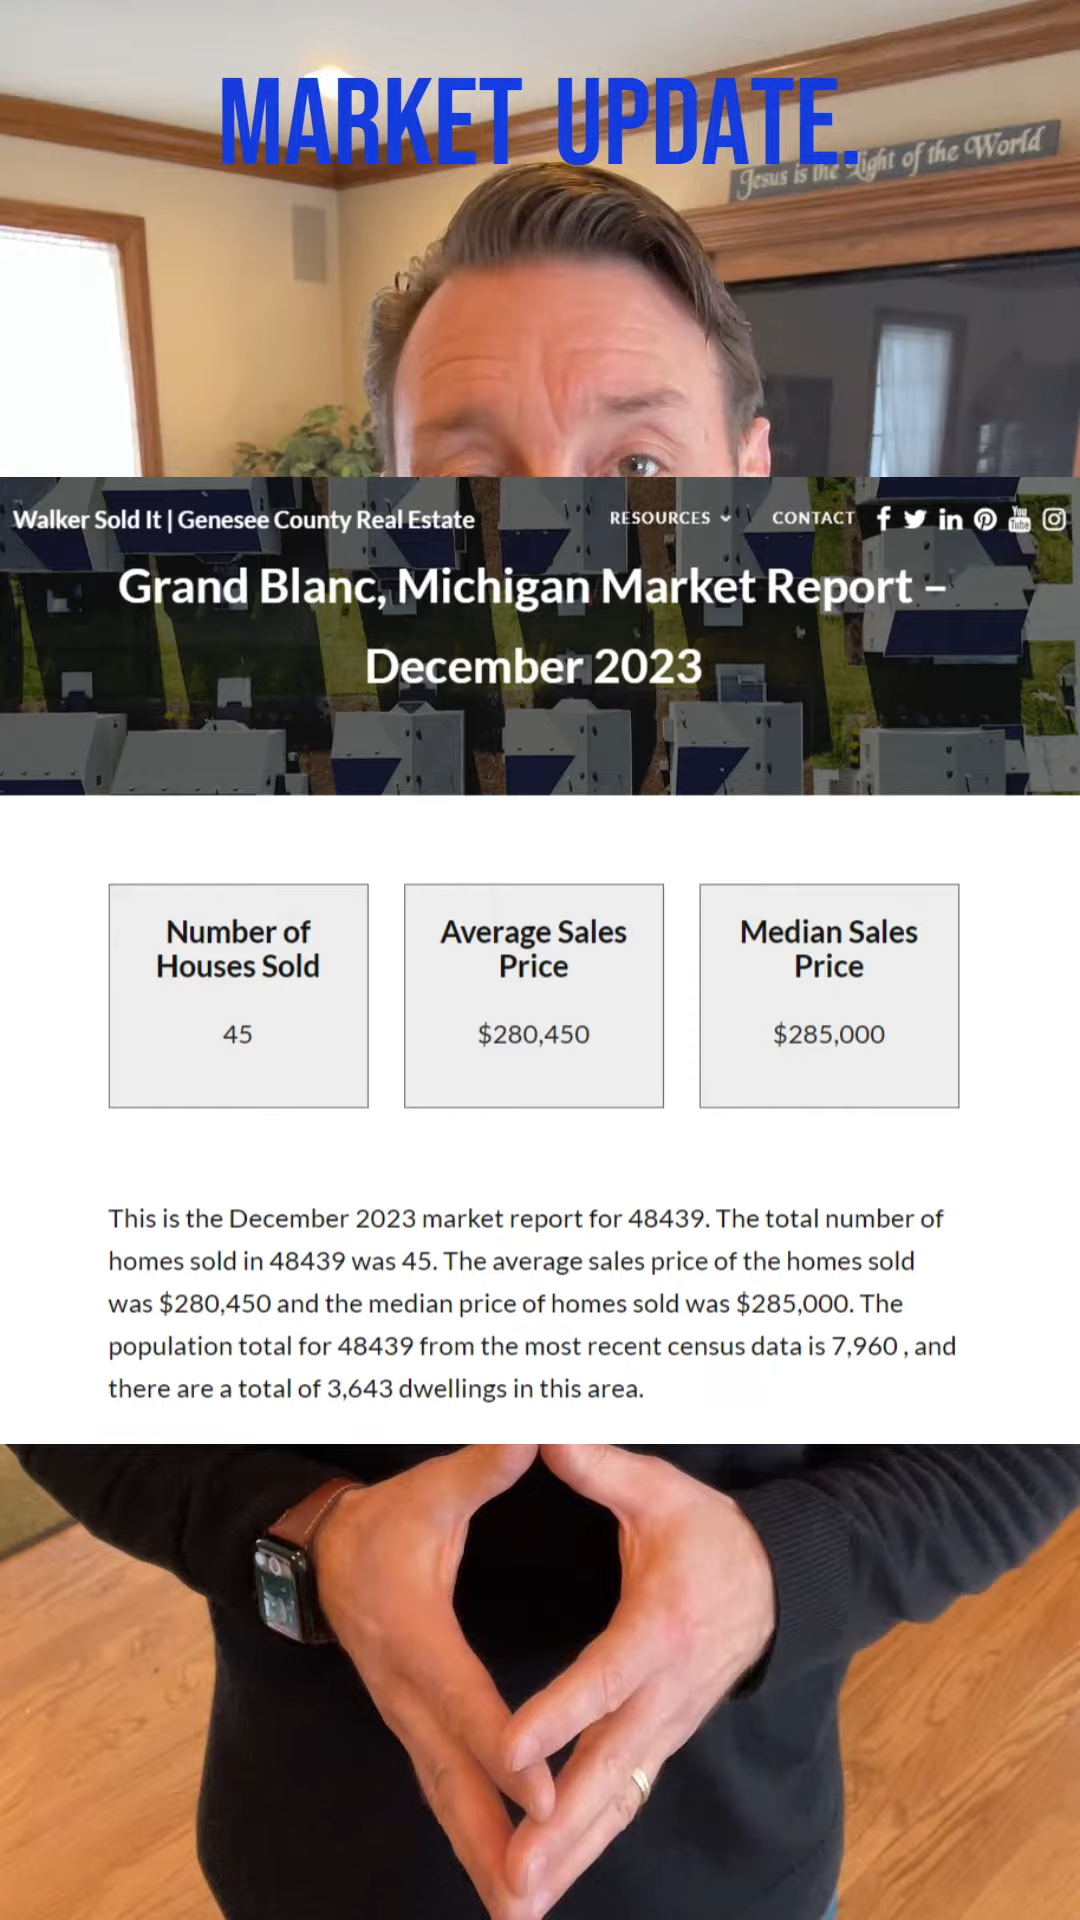 MARKET UPDATE.
Jesus is the Light of the World
Walker Sold It | Genesee County Real Estate
RESOURCES
CONTACT
You
Tube
Grand Blanc, Michigan Market Report –
December 2023
Number of
Houses Sold
45
Average Sales
Price
$280,450
Median Sales
Price
$285,000
This is the December 2023 market report for 48439. The total number of
homes sold in 48439 was 45. The average sales price of the homes sold
was $280,450 and the median price of homes sold was $285,000. The
population total for 48439 from the most recent census data is 7,960 , and
there are a total of 3,643 dwellings in this area.